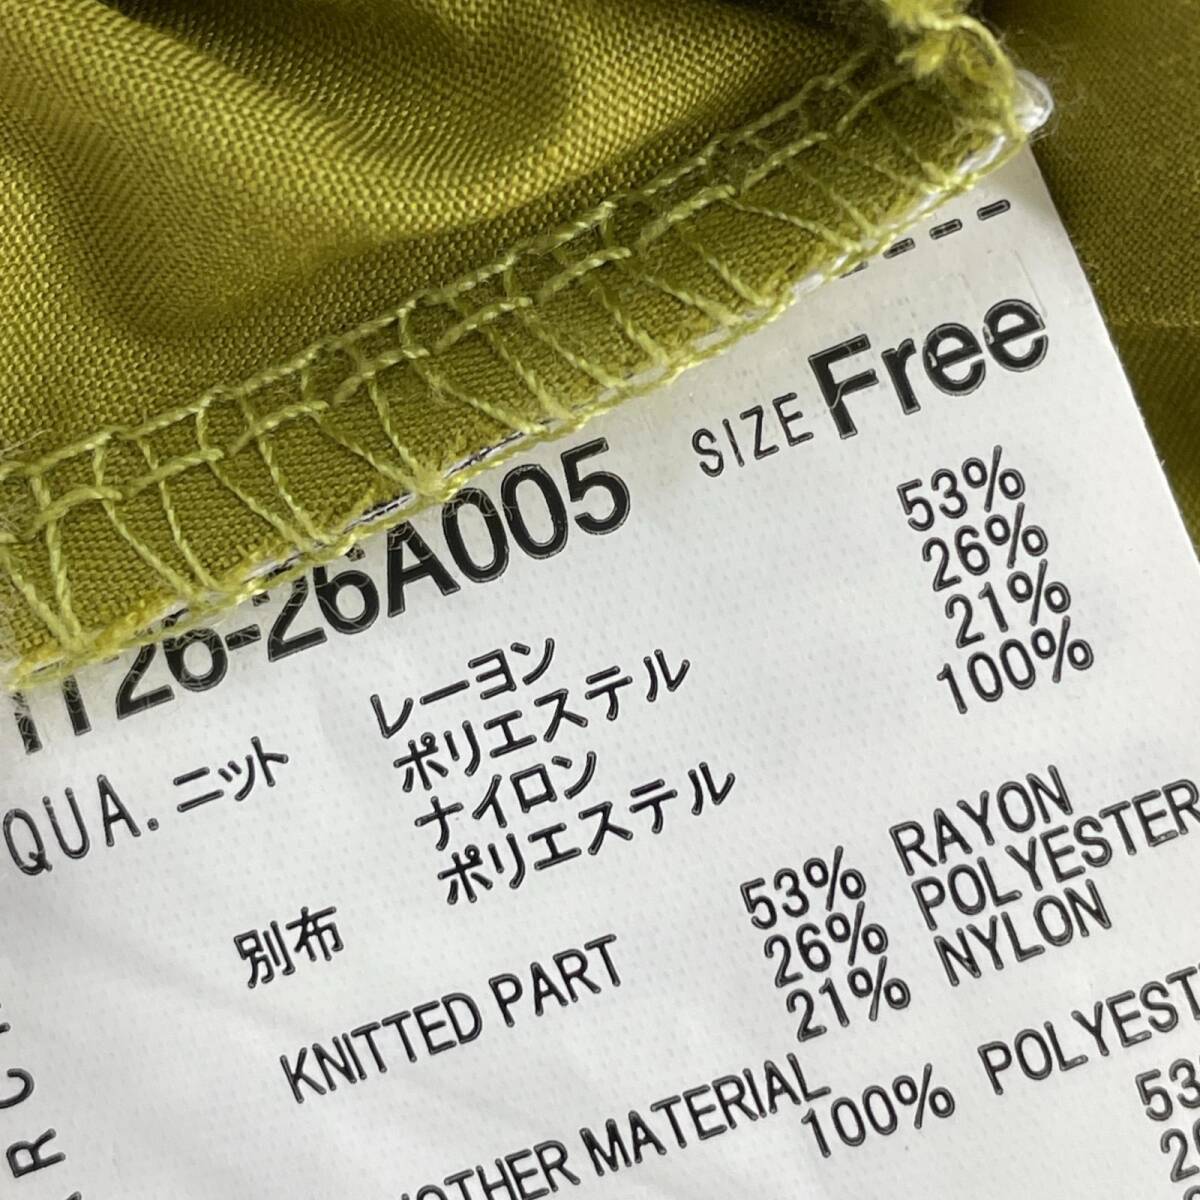 26-26A005 SIZE Free
QUA. ニット レーヨン 53%
ポリエステル 26%
ナイロン 21%
別布 ポリエステル 100%
KNITTED PART 53% RAYON
26% POLYESTER
21% NYLON
OTHER MATERIAL
100% POLYEST
53